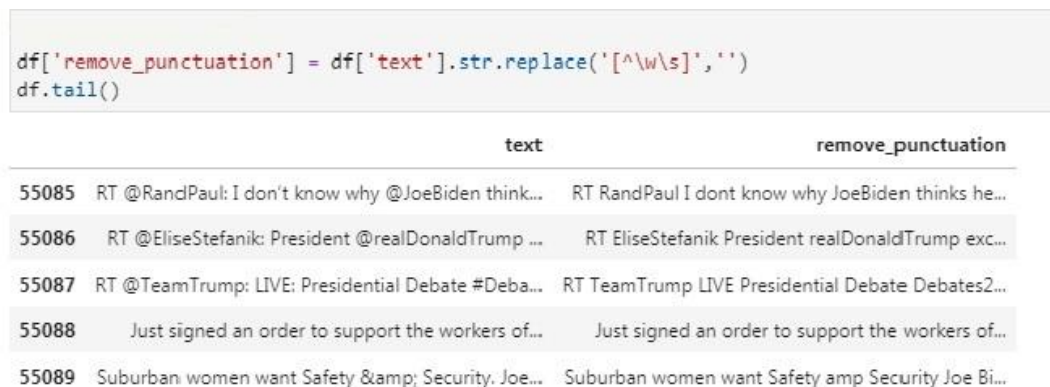 df['remove_punctuation'] = df['text'].str.replace('[^\w\s]','')
df.tail()
text remove_punctuation
55085 RT @RandPaul: I don't know why @JoeBiden think... RT RandPaul I dont know why JoeBiden thinks he...
55086 RT @EliseStefanik: President @realDonaldTrump ... RT EliseStefanik President realDonaldTrump exc...
55087 RT @TeamTrump: LIVE: Presidential Debate #Deba... RT TeamTrump LIVE Presidential Debate Debates2...
55088 Just signed an order to support the workers of... Just signed an order to support the workers of...
55089 Suburban women want Safety &amp; Security. Joe... Suburban women want Safety amp Security Joe Bi...